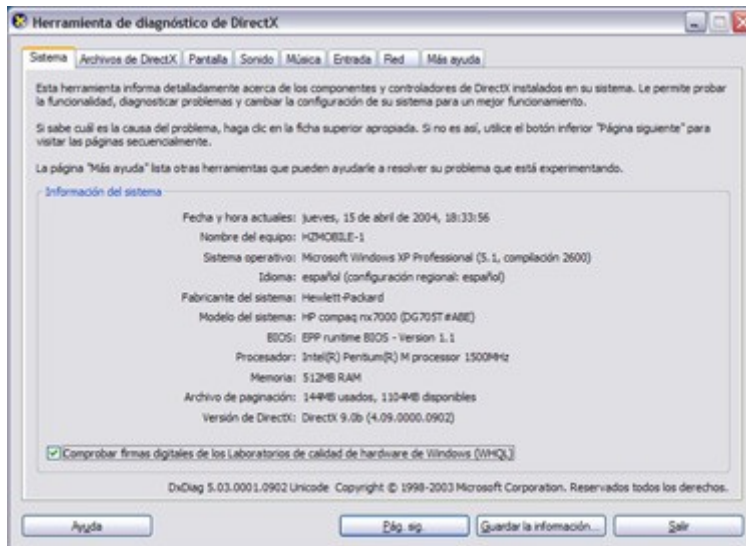 Herramienta de diagnóstico de DirectX
Sistema Archivos de DirectX Pantalla Sonido Música Entrada Red Más ayuda
Esta herramienta informa detalladamente acerca de los componentes y controladores de DirectX instalados en su sistema. Le permite probar
la funcionalidad, diagnosticar problemas y cambiar la configuración de su sistema para un mejor funcionamiento.
Si sabe cuál es la causa del problema, haga clic en la ficha superior apropiada. Si no es así, utilice el botón inferior "Página siguiente" para
visitar las páginas secuencialmente.
La página "Más ayuda" lista otras herramientas que pueden ayudarle a resolver su problema que está experimentando.
Información del sistema
Fecha y hora actuales: jueves, 15 de abril de 2004, 18:33:56
Nombre del equipo: HZMOBILE-1
Sistema operativo: Microsoft Windows XP Professional (5.1, compilación 2600)
Idioma: español (configuración regional: español)
Fabricante del sistema: Hewlett-Packard
Modelo del sistema: HP compaq nx7000 (DG705T#ABE)
BIOS: EPP runtime BIOS - Version 1.1
Procesador: Intel(R) Pentium(R) M processor 1500MHz
Memoria: 512MB RAM
Archivo de paginación: 144MB usados, 1104MB disponibles
Versión de DirectX: DirectX 9.0b (4.09.0000.0902)
Comprobar firmas digitales de los Laboratorios de calidad de hardware de Windows (WHQL)
DxDiag 5.03.0001.0902 Unicode Copyright © 1998-2003 Microsoft Corporation. Reservados todos los derechos.
Ayuda Pág. sig. Guardar la información... Salir